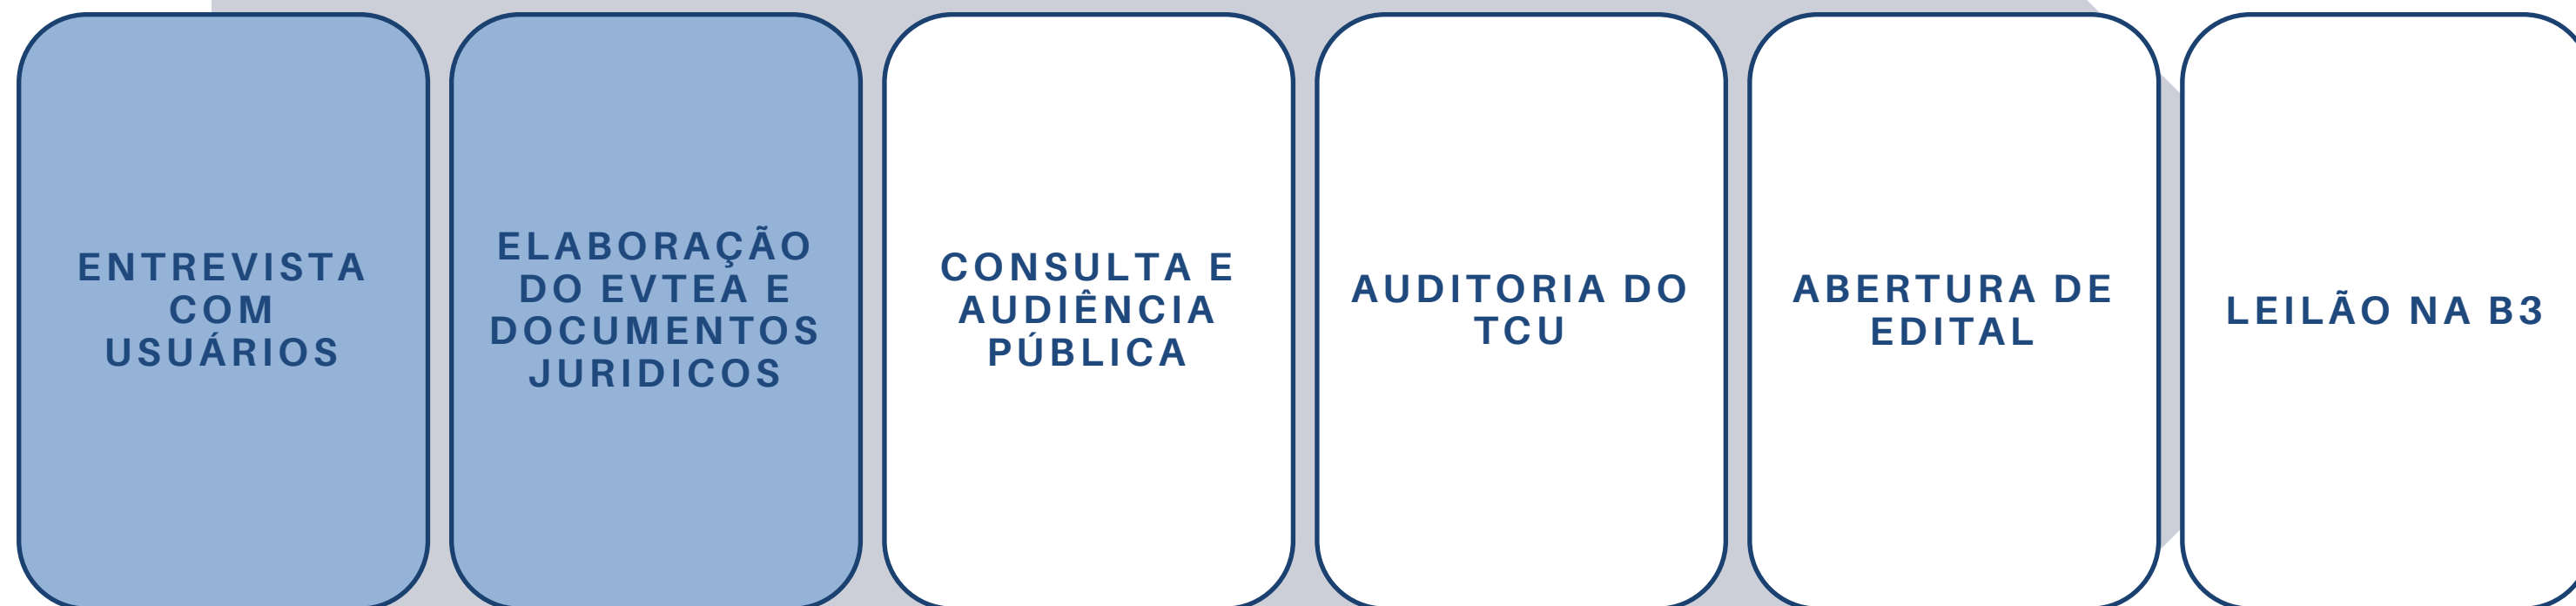 ENTREVISTA
COM
USUÁRIOS
ELABORAÇÃO
DO EVTEA E
DOCUMENTOS
JURIDICOS
CONSULTA E
AUDIÊNCIA
PÚBLICA
AUDITORIA DO
TCU
ABERTURA DE
EDITAL
LEILÃO NA B3